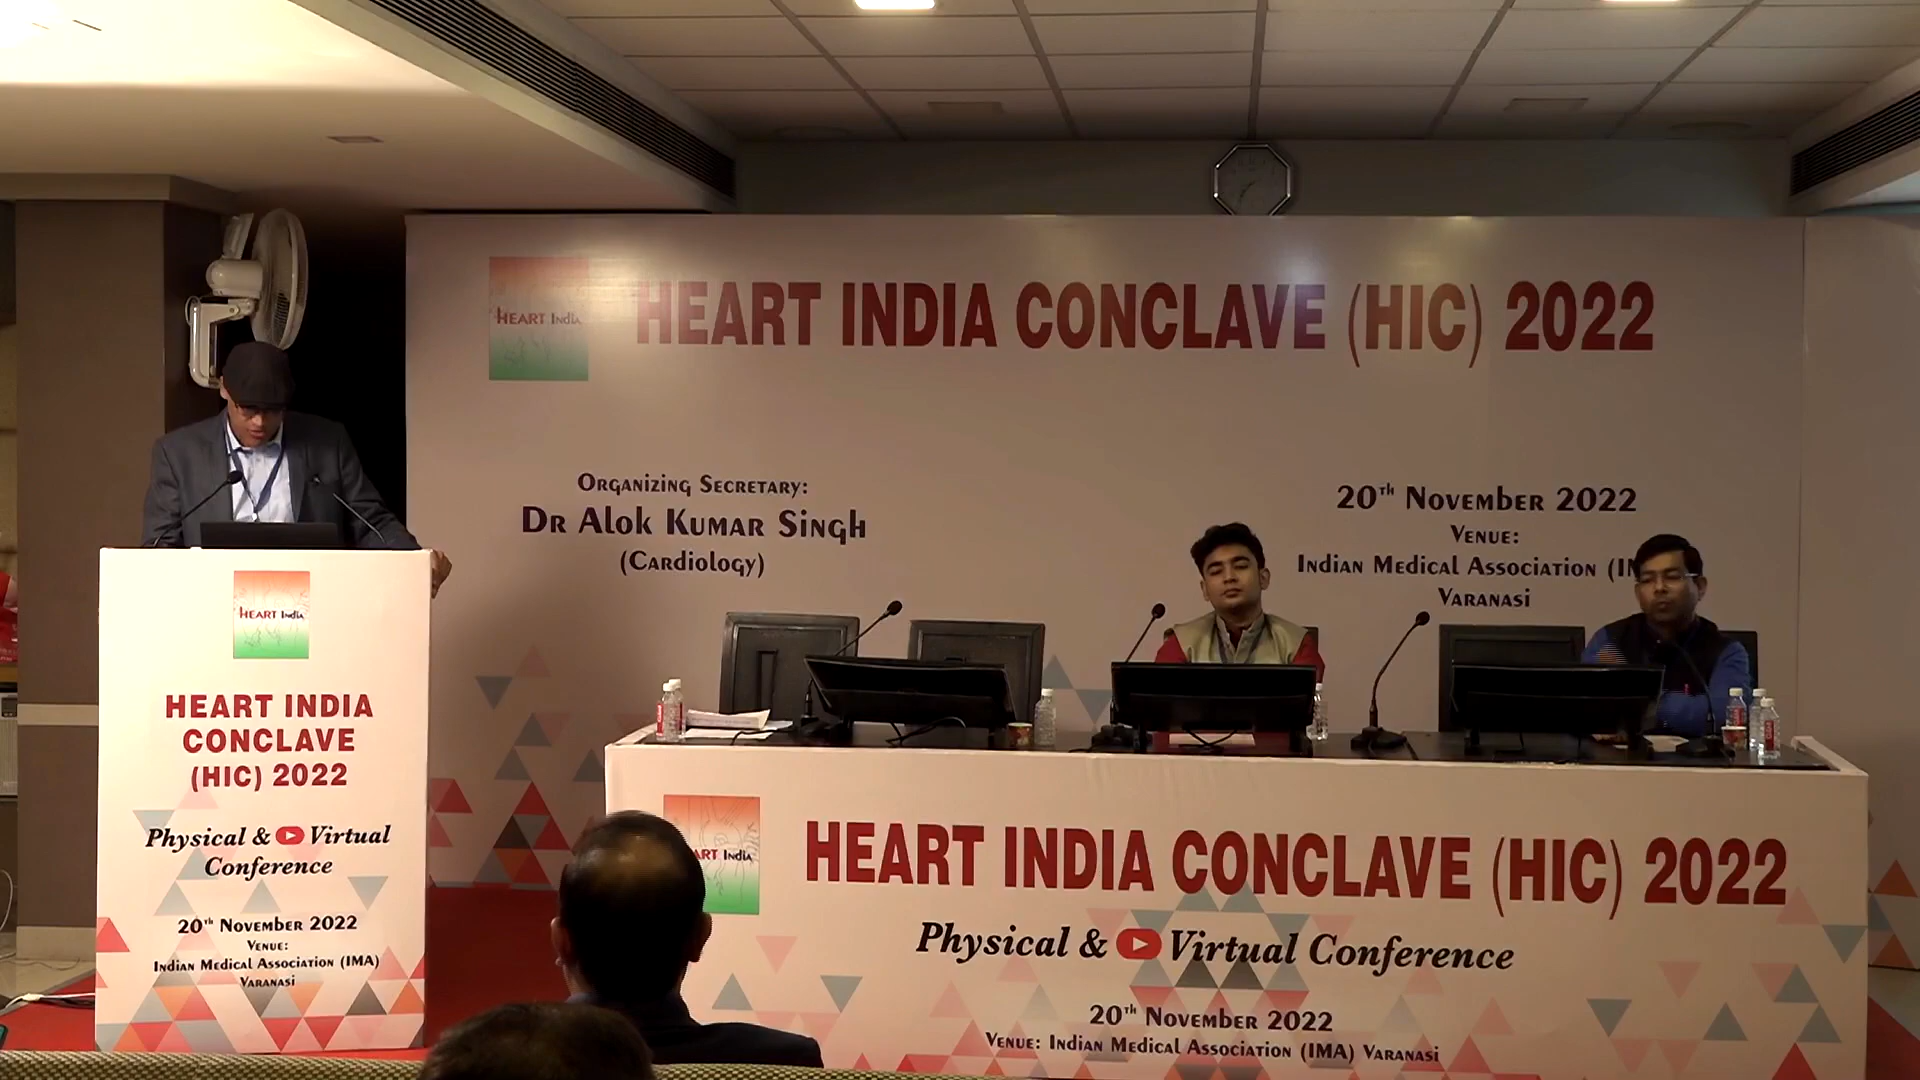 HEART India
HEART INDIA CONCLAVE (HIC) 2022
Organizing Secretary:
Dr Alok Kumar Singh
(Cardiology)
20th November 2022
Venue:
Indian Medical Association
Varanasi
HEART India
HEART INDIA
CONCLAVE
(HIC) 2022
Physical & Virtual
Conference
20th November 2022
Venue:
Indian Medical Association (IMA)
Varanasi
India
HEART INDIA CONCLAVE (HIC) 2022
Physical & Virtual Conference
20th November 2022
Venue: Indian Medical Association (IMA) Varanasi